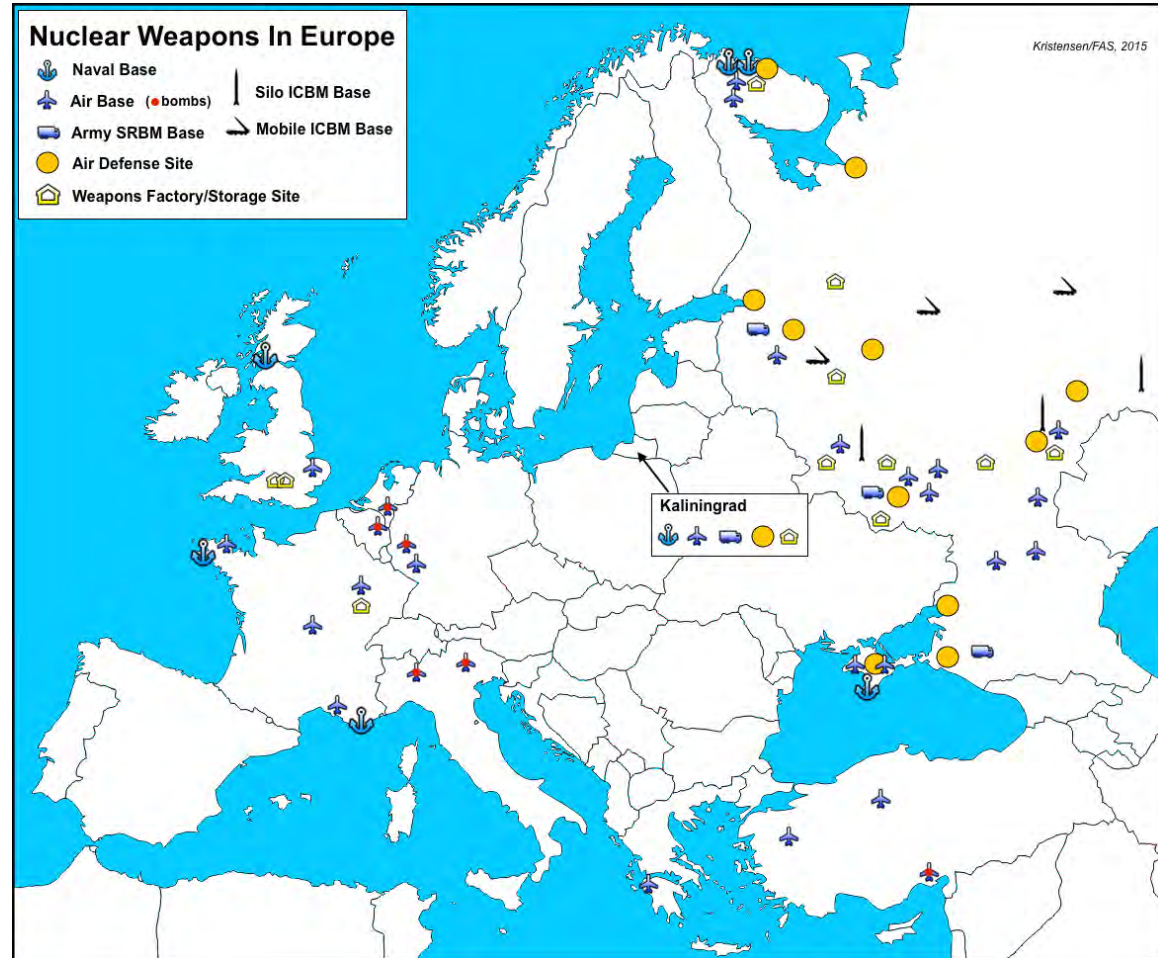 Nuclear Weapons In Europe
Naval Base
Air Base (bombs)
Army SRBM Base
Air Defense Site
Weapons Factory/Storage Site
Silo ICBM Base
Mobile ICBM Base
Kristensen/FAS, 2015
Kaliningrad